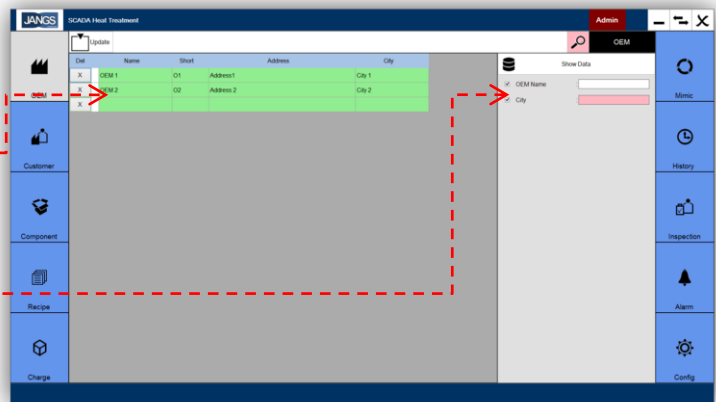 JANGS SCADA Heat Treatment Admin X
Update OEM
Del Name Short Address City
X OEM 1 O1 Address1 City 1
X OEM 2 O2 Address 2 City 2
X
Show Data
OEM Name
City
OEM
Customer
Component
Recipe
Charge
Mimic
History
Inspection
Alarm
Config